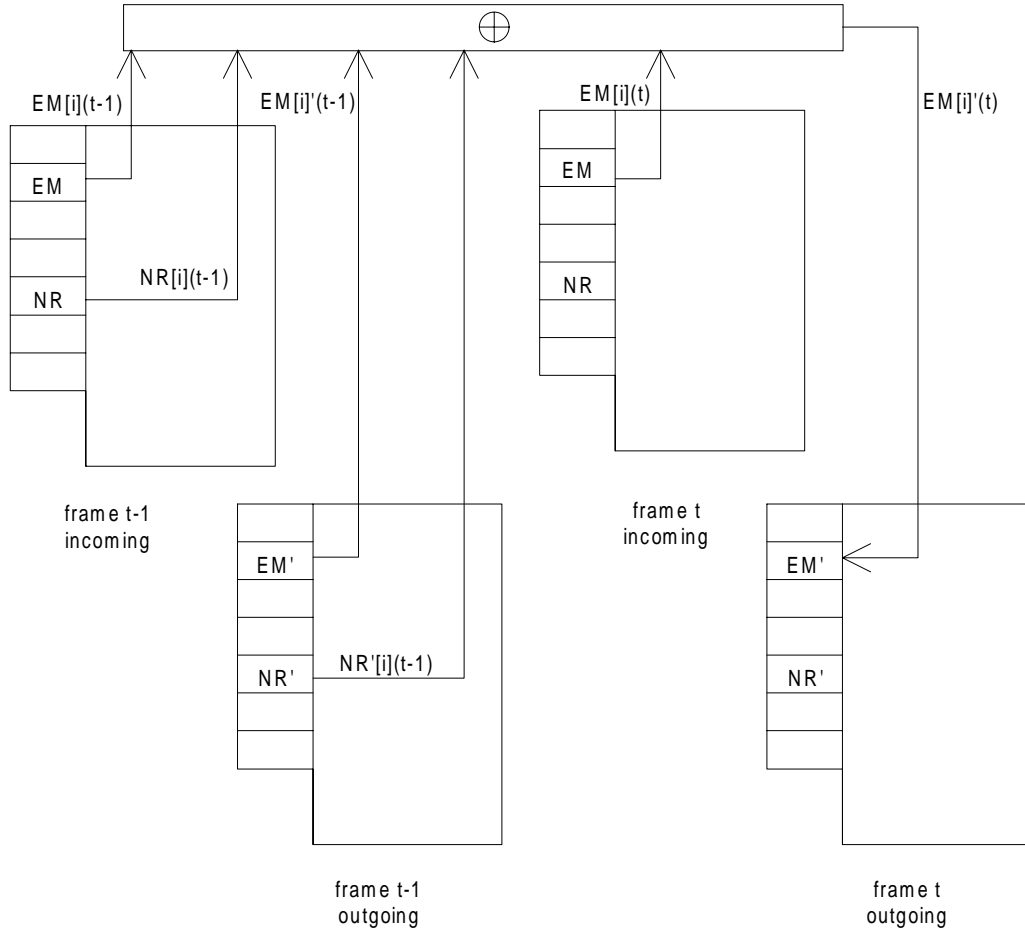 EM[i](t-1)
EM[i]'(t-1)
EM[i](t)
EM[i]'(t)
EM
EM
NR[i](t-1)
NR
NR
frame t-1
incoming
frame t
incoming
EM'
EM'
NR'[i](t-1)
NR'
NR'
frame t-1
outgoing
frame t
outgoing